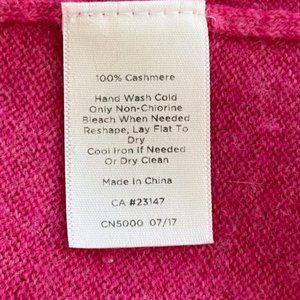 100% Cashmere
Hand Wash Cold
Only Non-Chlorine
Bleach When Needed
Reshape, Lay Flat To
Dry
Cool Iron if Needed
Or Dry Clean
Made in China
CA #23147
CN5000 07/17